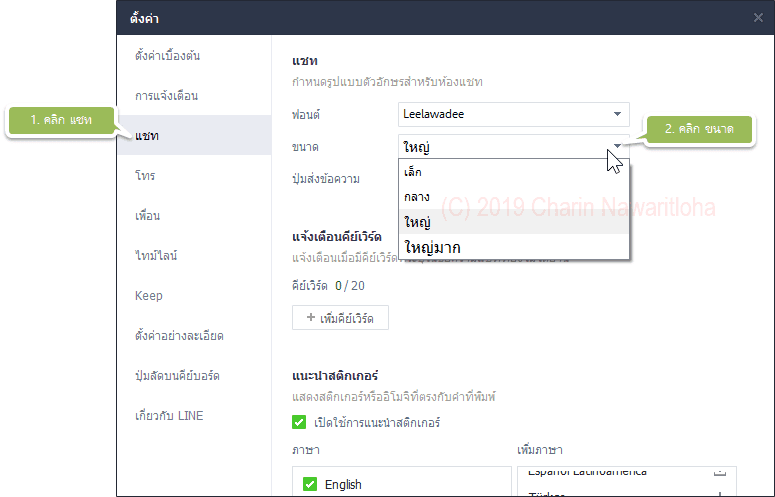 ตั้งค่า
ตั้งค่าเบื้องต้น
การแจ้งเตือน
1. คลิก แชท
แชท
โทร
เพื่อน
ไทม์ไลน์
Keep
ตั้งค่าอย่างละเอียด
ปุ่มลัดบนคีย์บอร์ด
เกี่ยวกับ LINE
แชท
กำหนดรูปแบบตัวอักษรสำหรับห้องแชท
ฟอนต์ Leelawadee
ขนาด ใหญ่
2. คลิก ขนาด
ปุ่มส่งข้อความ
เล็ก
กลาง
ใหญ่
ใหญ่มาก
(C) 2019 Charin Nawaritloha
แจ้งเตือนคีย์เวิร์ด
แจ้งเตือนเมื่อมีคีย์เวิร์ด
คีย์เวิร์ด 0 / 20
+ เพิ่มคีย์เวิร์ด
แนะนำสติกเกอร์
แสดงสติกเกอร์หรืออิโมจิที่ตรงกับคำที่พิมพ์
เปิดใช้การแนะนำสติกเกอร์
ภาษา เพิ่มภาษา
English
Español Latinoamérica
Türkçe